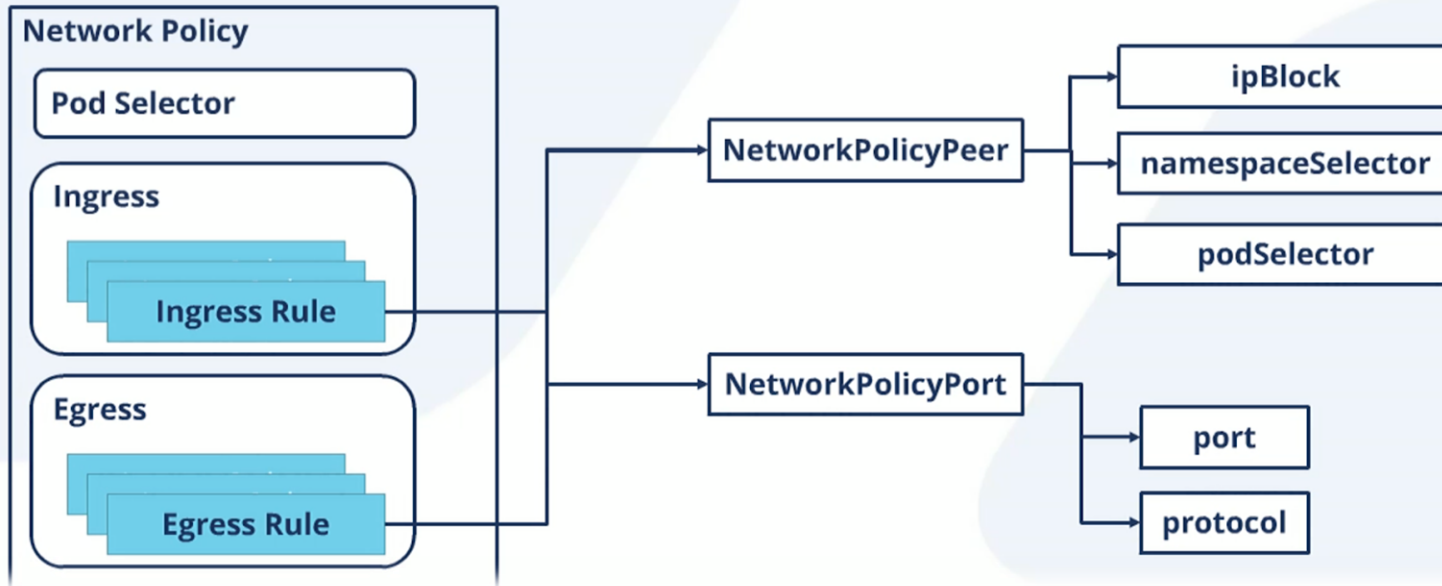 Network Policy
Pod Selector
Ingress
Ingress Rule
Egress
Egress Rule
NetworkPolicyPeer
NetworkPolicyPort
ipBlock
namespaceSelector
podSelector
port
protocol